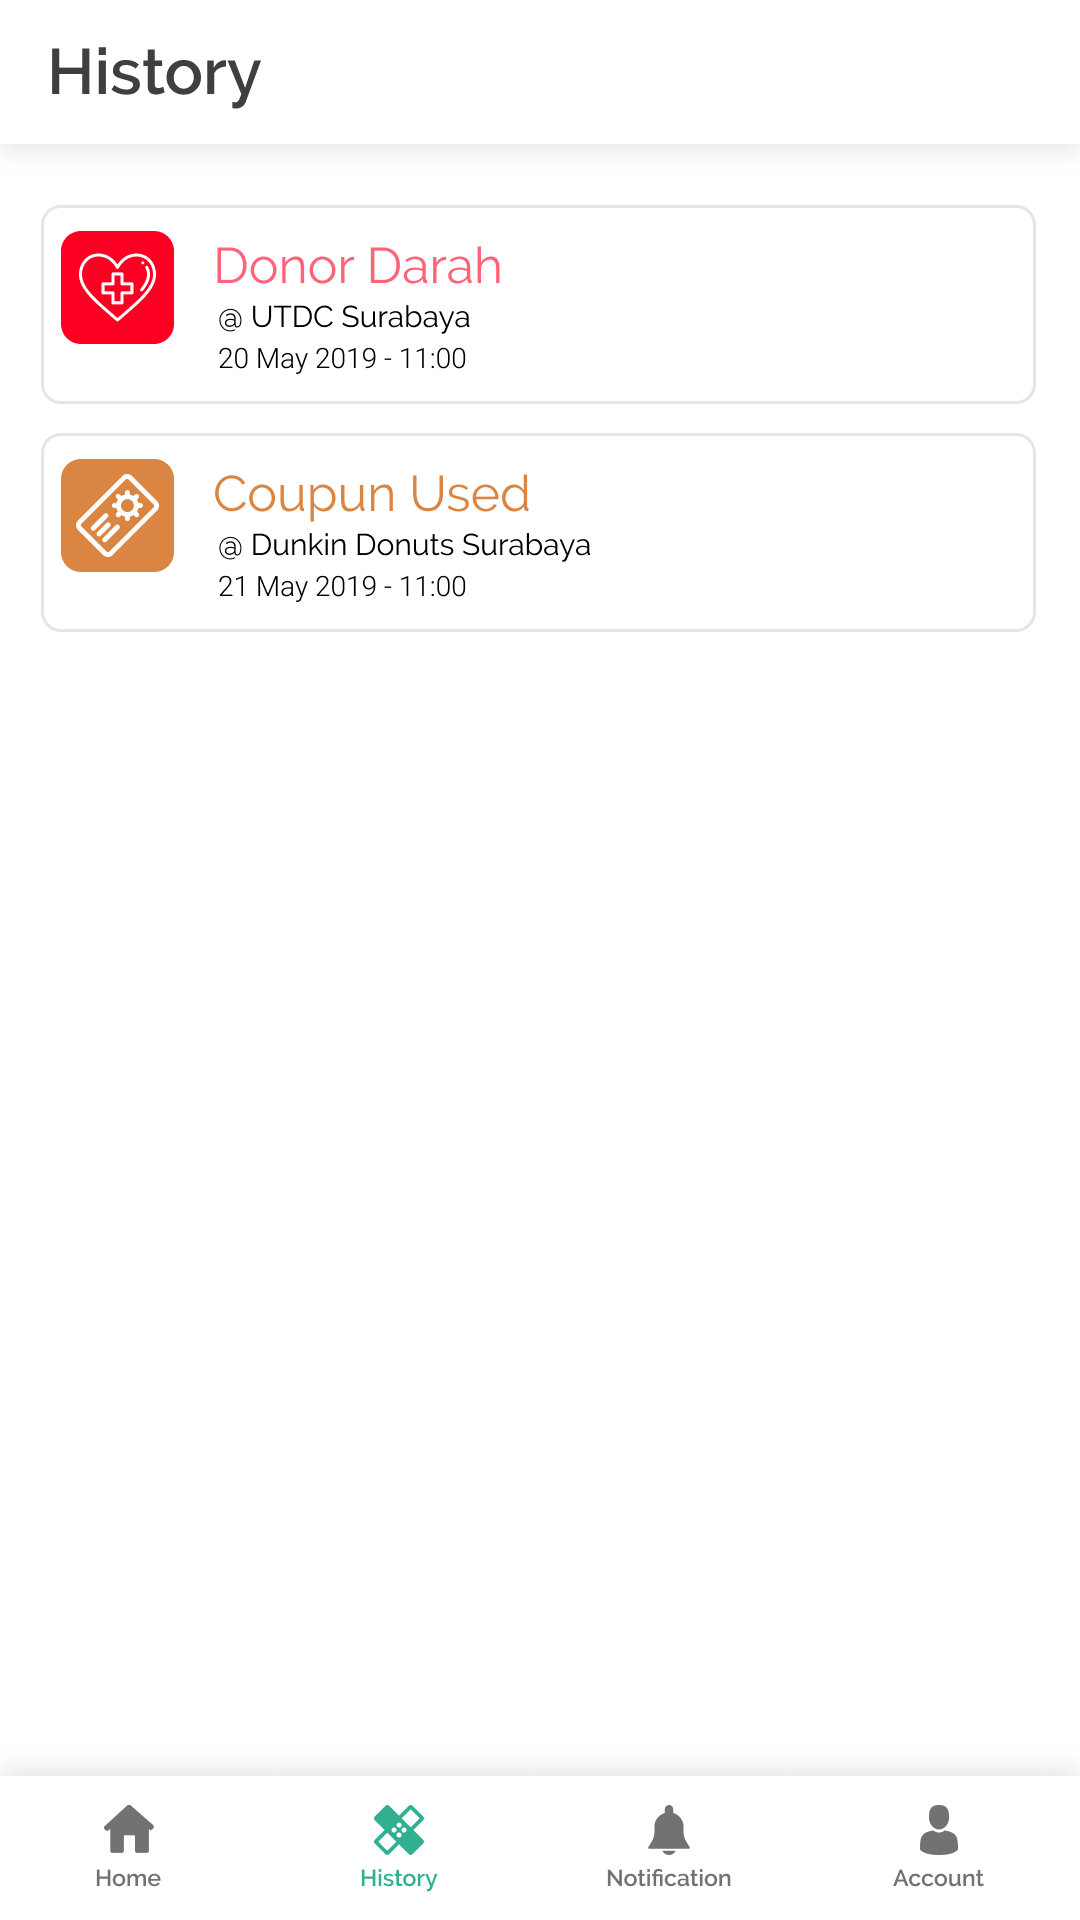 History
Donor Darah
@ UTDC Surabaya
20 May 2019 - 11:00
Coupun Used
@ Dunkin Donuts Surabaya
21 May 2019 - 11:00
Home
History
Notification
Account